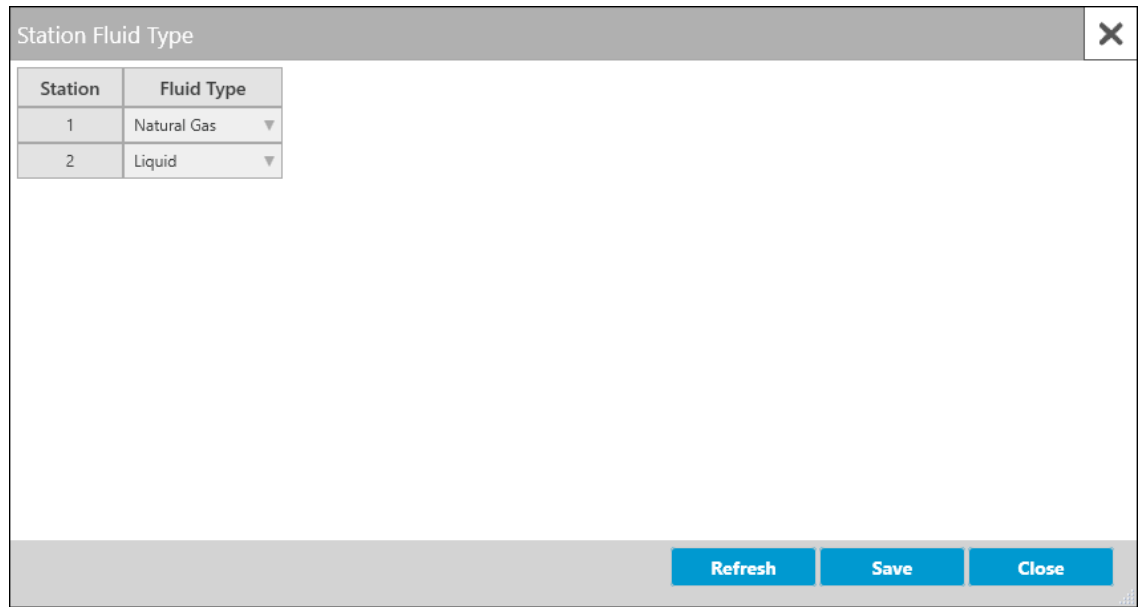 Station Fluid Type
Station Fluid Type
1 Natural Gas
2 Liquid
Refresh Save Close